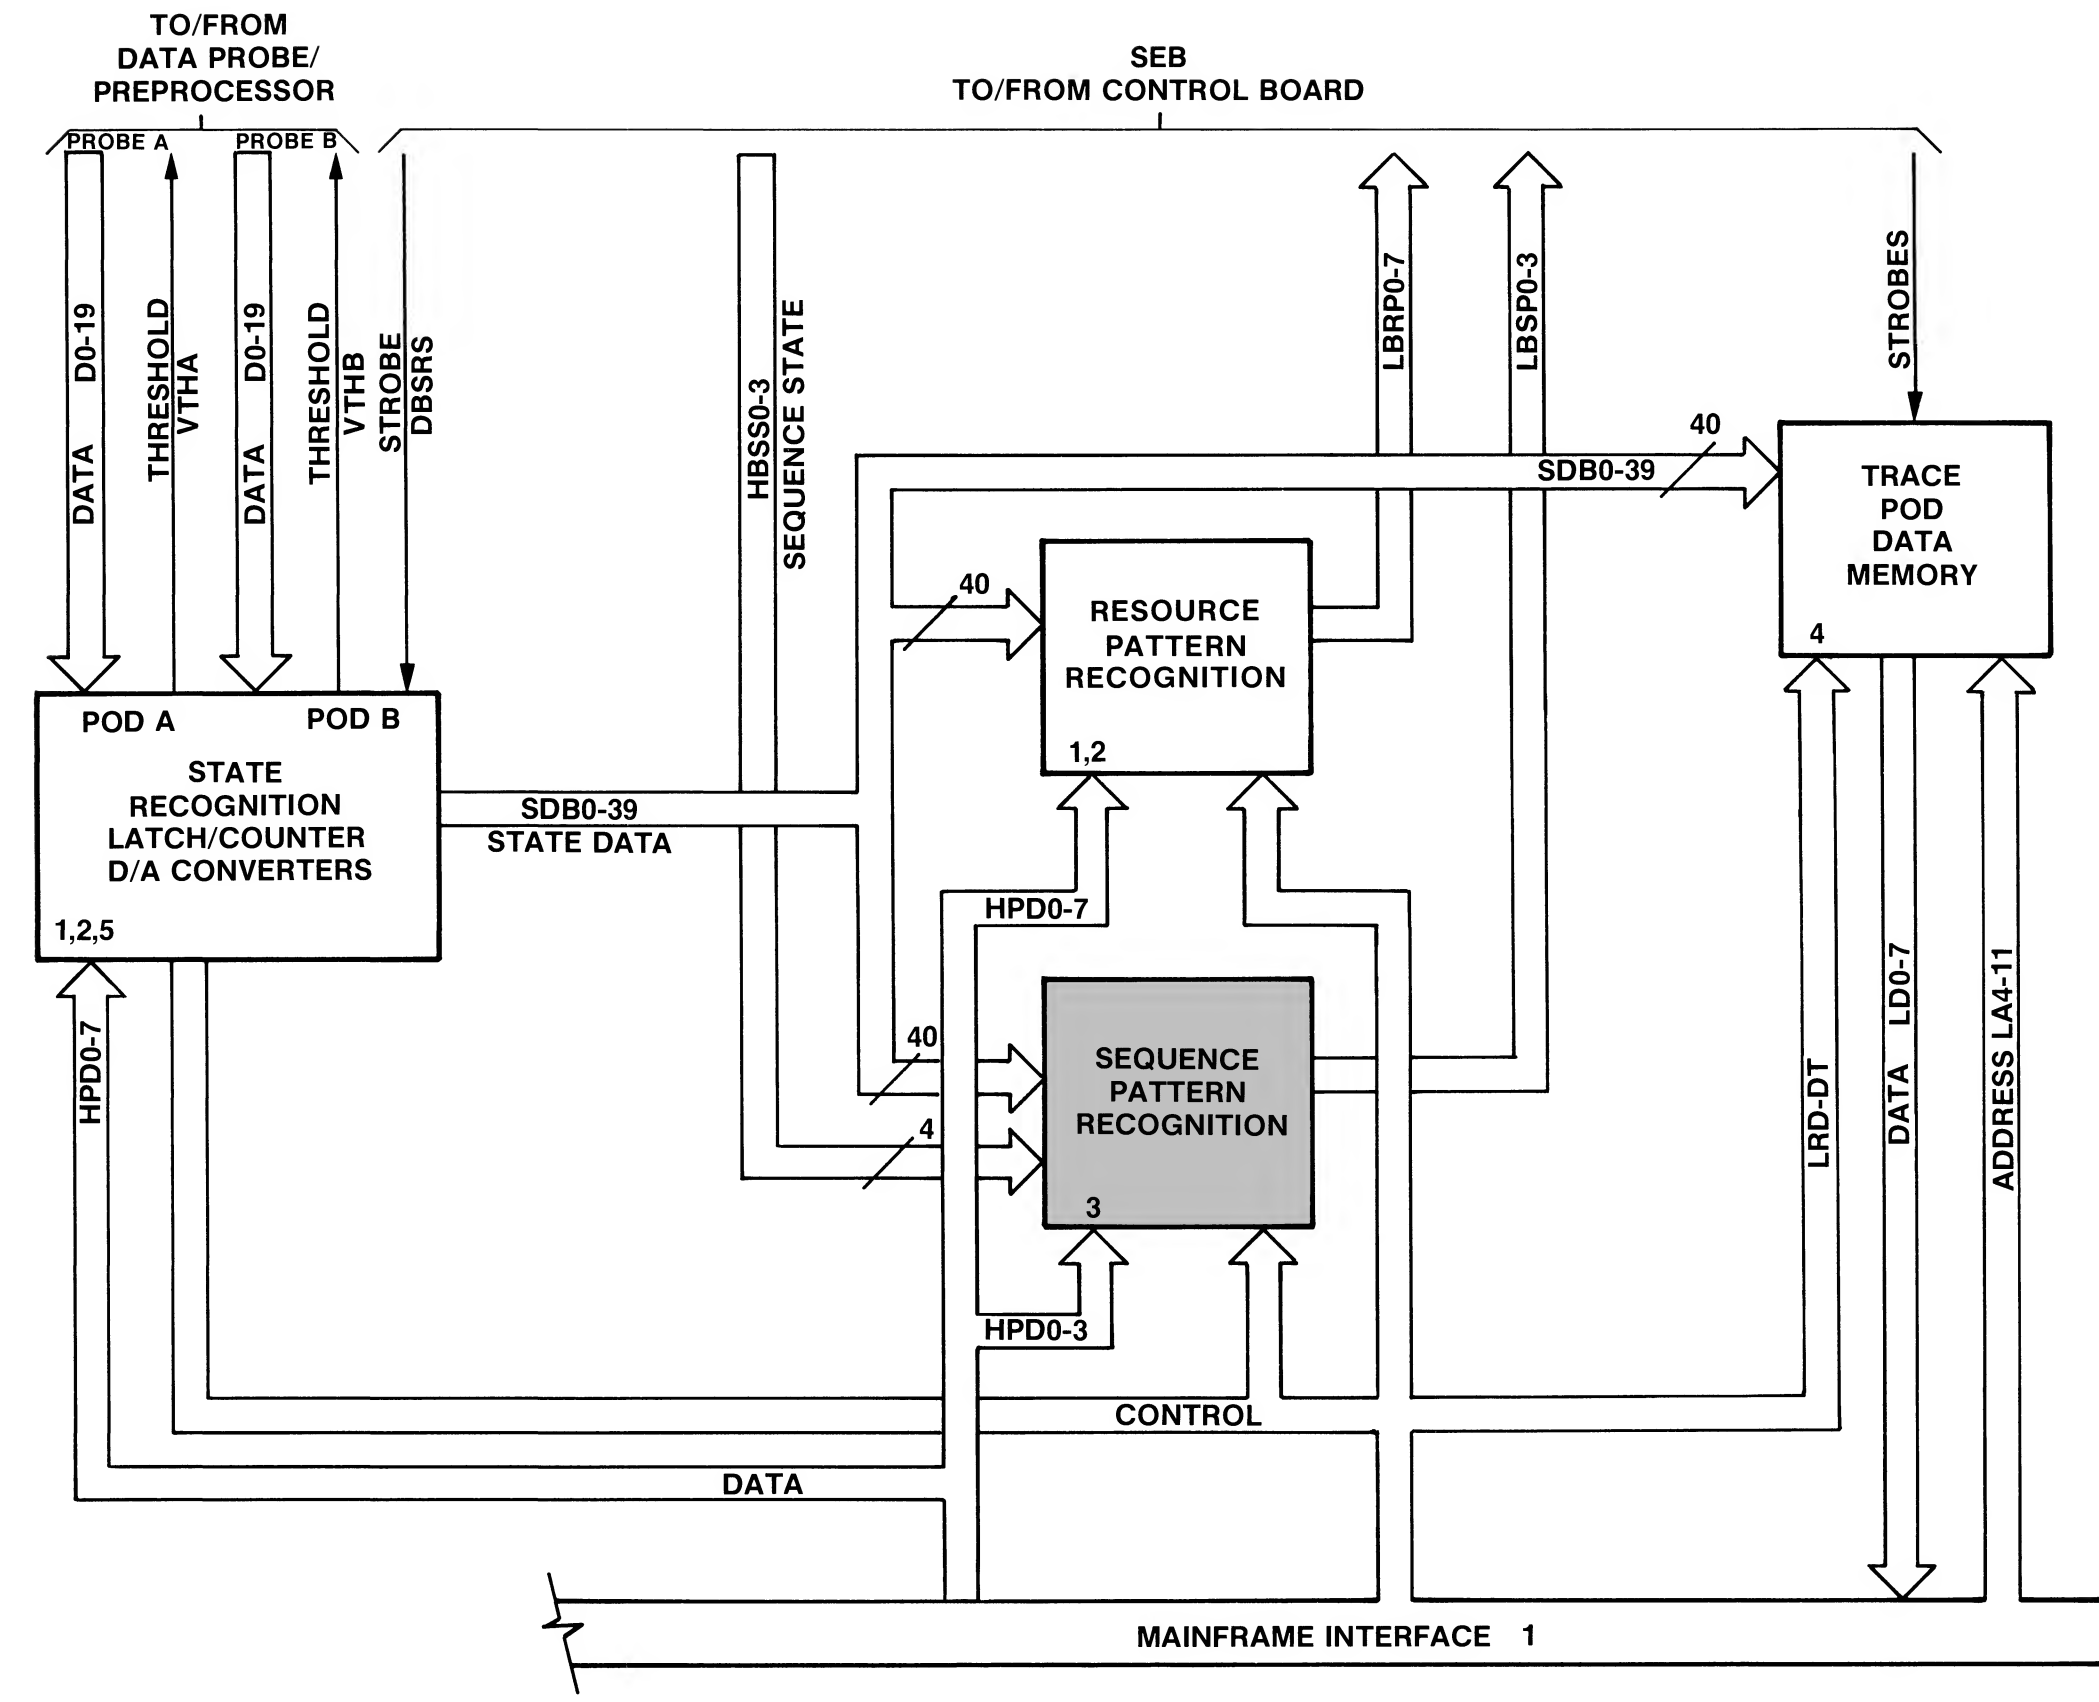 TO/FROM
DATA PROBE/
PREPROCESSOR
SEB
TO/FROM CONTROL BOARD
PROBE A
PROBE B
DATA D0-19
THRESHOLD
VTHA
DATA D0-19
THRESHOLD
VTHB
STROBE
DBSRS
HBSS0-3
SEQUENCE STATE
LBRP0-7
LBSP0-3
STROBES
40
SDB0-39
TRACE
POD
DATA
MEMORY
4
40
RESOURCE
PATTERN
RECOGNITION
1,2
POD A
POD B
STATE
RECOGNITION
LATCH/COUNTER
D/A CONVERTERS
1,2,5
SDB0-39
STATE DATA
HPD0-7
HPD0-7
40
4
SEQUENCE
PATTERN
RECOGNITION
3
HPD0-3
LRD-DT
DATA LD0-7
ADDRESS LA4-11
CONTROL
DATA
MAINFRAME INTERFACE 1